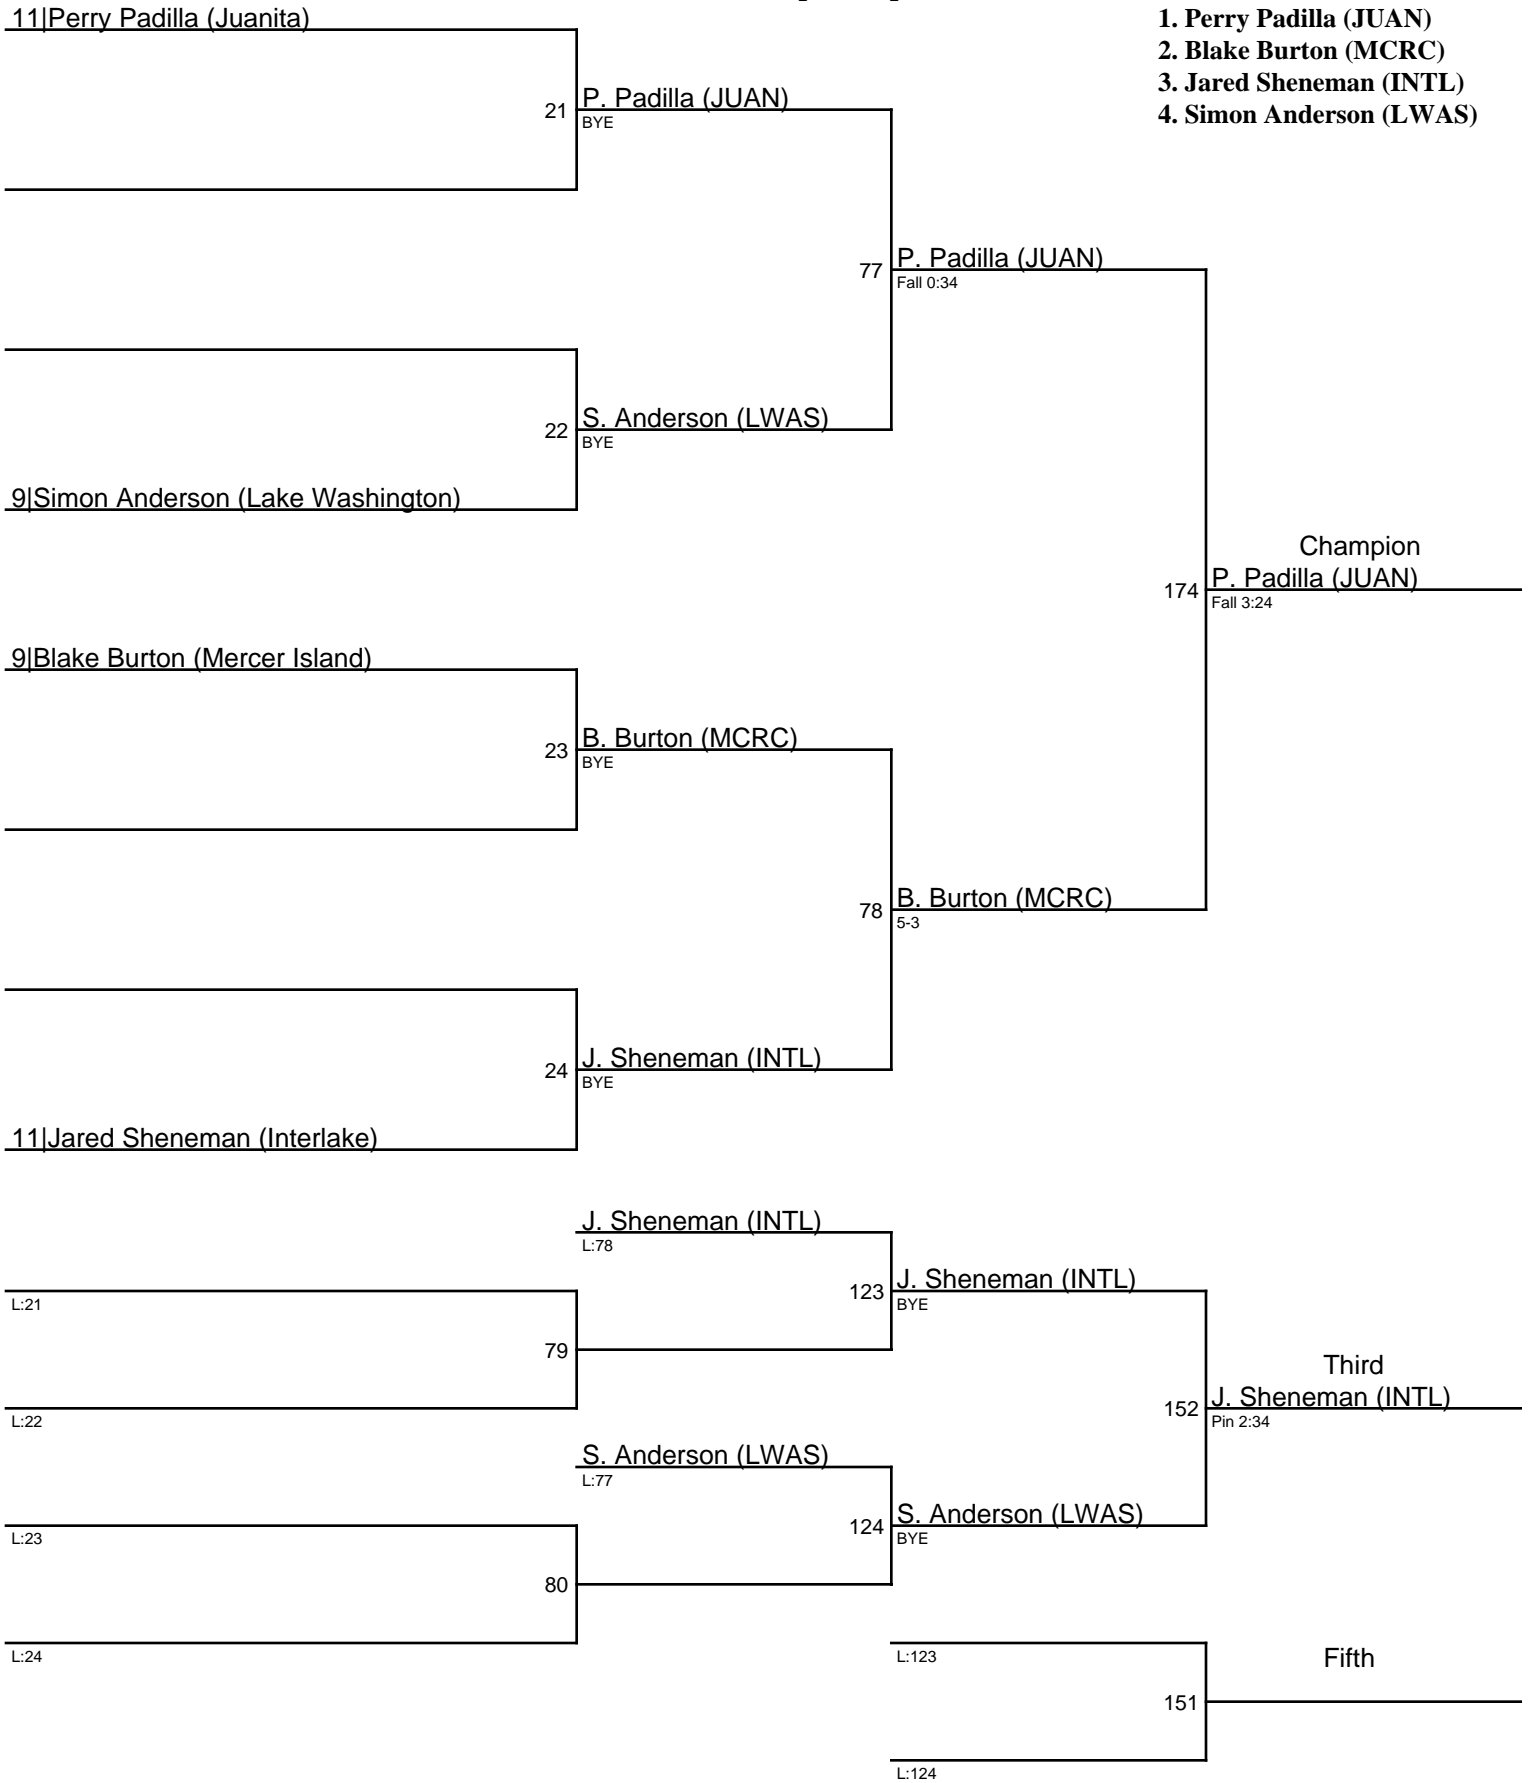 11|Perry Padilla (Juanita)
1. Perry Padilla (JUAN)
2. Blake Burton (MCRC)
3. Jared Sheneman (INTL)
4. Simon Anderson (LWAS)
21
P. Padilla (JUAN)
BYE
77
P. Padilla (JUAN)
Fall 0:34
22
S. Anderson (LWAS)
BYE
9|Simon Anderson (Lake Washington)
Champion
174
P. Padilla (JUAN)
Fall 3:24
9|Blake Burton (Mercer Island)
23
B. Burton (MCRC)
BYE
78
B. Burton (MCRC)
5-3
24
J. Sheneman (INTL)
BYE
11|Jared Sheneman (Interlake)
J. Sheneman (INTL)
L:78
L:21
123
J. Sheneman (INTL)
BYE
79
Third
L:22
152
J. Sheneman (INTL)
Pin 2:34
S. Anderson (LWAS)
L:77
L:23
124
S. Anderson (LWAS)
BYE
80
L:24
L:123
Fifth
151
L:124